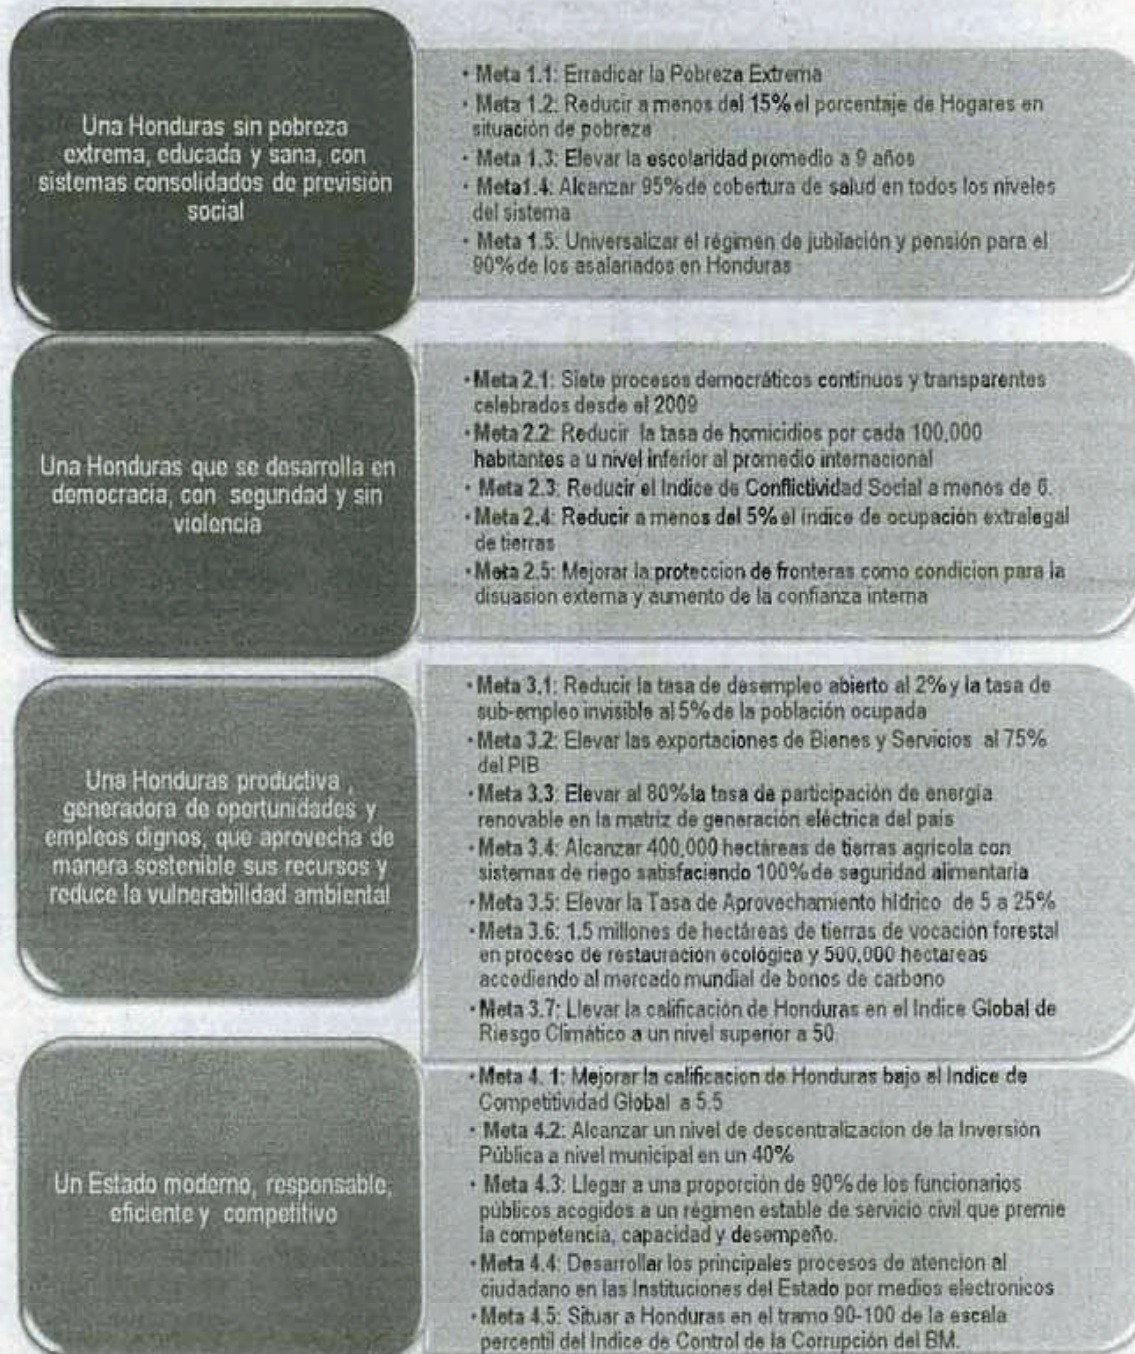 Una Honduras sin pobreza
extrema, educada y sana, con
sistemas consolidados de previsión
social
• Meta 1.1: Erradicar la Pobreza Extrema
• Meta 1.2: Reducir a menos del 15% el porcentaje de Hogares en
situación de pobreza
• Meta 1.3: Elevar la escolaridad promedio a 9 años
• Meta1.4: Alcanzar 95% de cobertura de salud en todos los niveles
del sistema
• Meta 1.5: Universalizar el régimen de jubilación y pensión para el
90% de los asalariados en Honduras
Una Honduras que se desarrolla en
democracia, con seguridad y sin
violencia
• Meta 2.1: Siete procesos democráticos continuos y transparentes
celebrados desde el 2009
• Meta 2.2: Reducir la tasa de homicidios por cada 100,000
habitantes a u nivel inferior al promedio internacional
• Meta 2.3: Reducir el Indice de Conflictividad Social a menos de 6.
• Meta 2.4: Reducir a menos del 5% el índice de ocupación extralegal
de tierras
• Meta 2.5: Mejorar la proteccion de fronteras como condicion para la
disuasion externa y aumento de la confianza interna
Una Honduras productiva ,
generadora de oportunidades y
empleos dignos, que aprovecha de
manera sostenible sus recursos y
reduce la vulnerabilidad ambiental
• Meta 3.1: Reducir la tasa de desempleo abierto al 2% y la tasa de
sub-empleo invisible al 5% de la población ocupada
• Meta 3.2: Elevar las exportaciones de Bienes y Servicios al 75%
del PIB
• Meta 3.3: Elevar al 80% la tasa de participación de energía
renovable en la matriz de generación eléctrica del país
• Meta 3.4: Alcanzar 400,000 hectáreas de tierras agrícola con
sistemas de riego satisfaciendo 100% de seguridad alimentaria
• Meta 3.5: Elevar la Tasa de Aprovechamiento hídrico de 5 a 25%
• Meta 3.6: 1.5 millones de hectáreas de tierras de vocación forestal
en proceso de restauración ecológica y 500,000 hectareas
accediendo al mercado mundial de bonos de carbono
• Meta 3.7: Llevar la calificación de Honduras en el Indice Global de
Riesgo Climático a un nivel superior a 50
Un Estado moderno, responsable,
eficiente y competitivo
• Meta 4. 1: Mejorar la calificacion de Honduras bajo el Indice de
Competitividad Global a 5.5
• Meta 4.2: Alcanzar un nivel de descentralizacion de la Inversión
Pública a nivel municipal en un 40%
• Meta 4.3: Llegar a una proporción de 90% de los funcionarios
públicos acogidos a un régimen estable de servicio civil que premie
la competencia, capacidad y desempeño.
• Meta 4.4: Desarrollar los principales procesos de atencion al
ciudadano en las Instituciones del Estado por medios electronicos
• Meta 4.5: Situar a Honduras en el tramo 90-100 de la escala
percentil del Indice de Control de la Corrupción del BM.